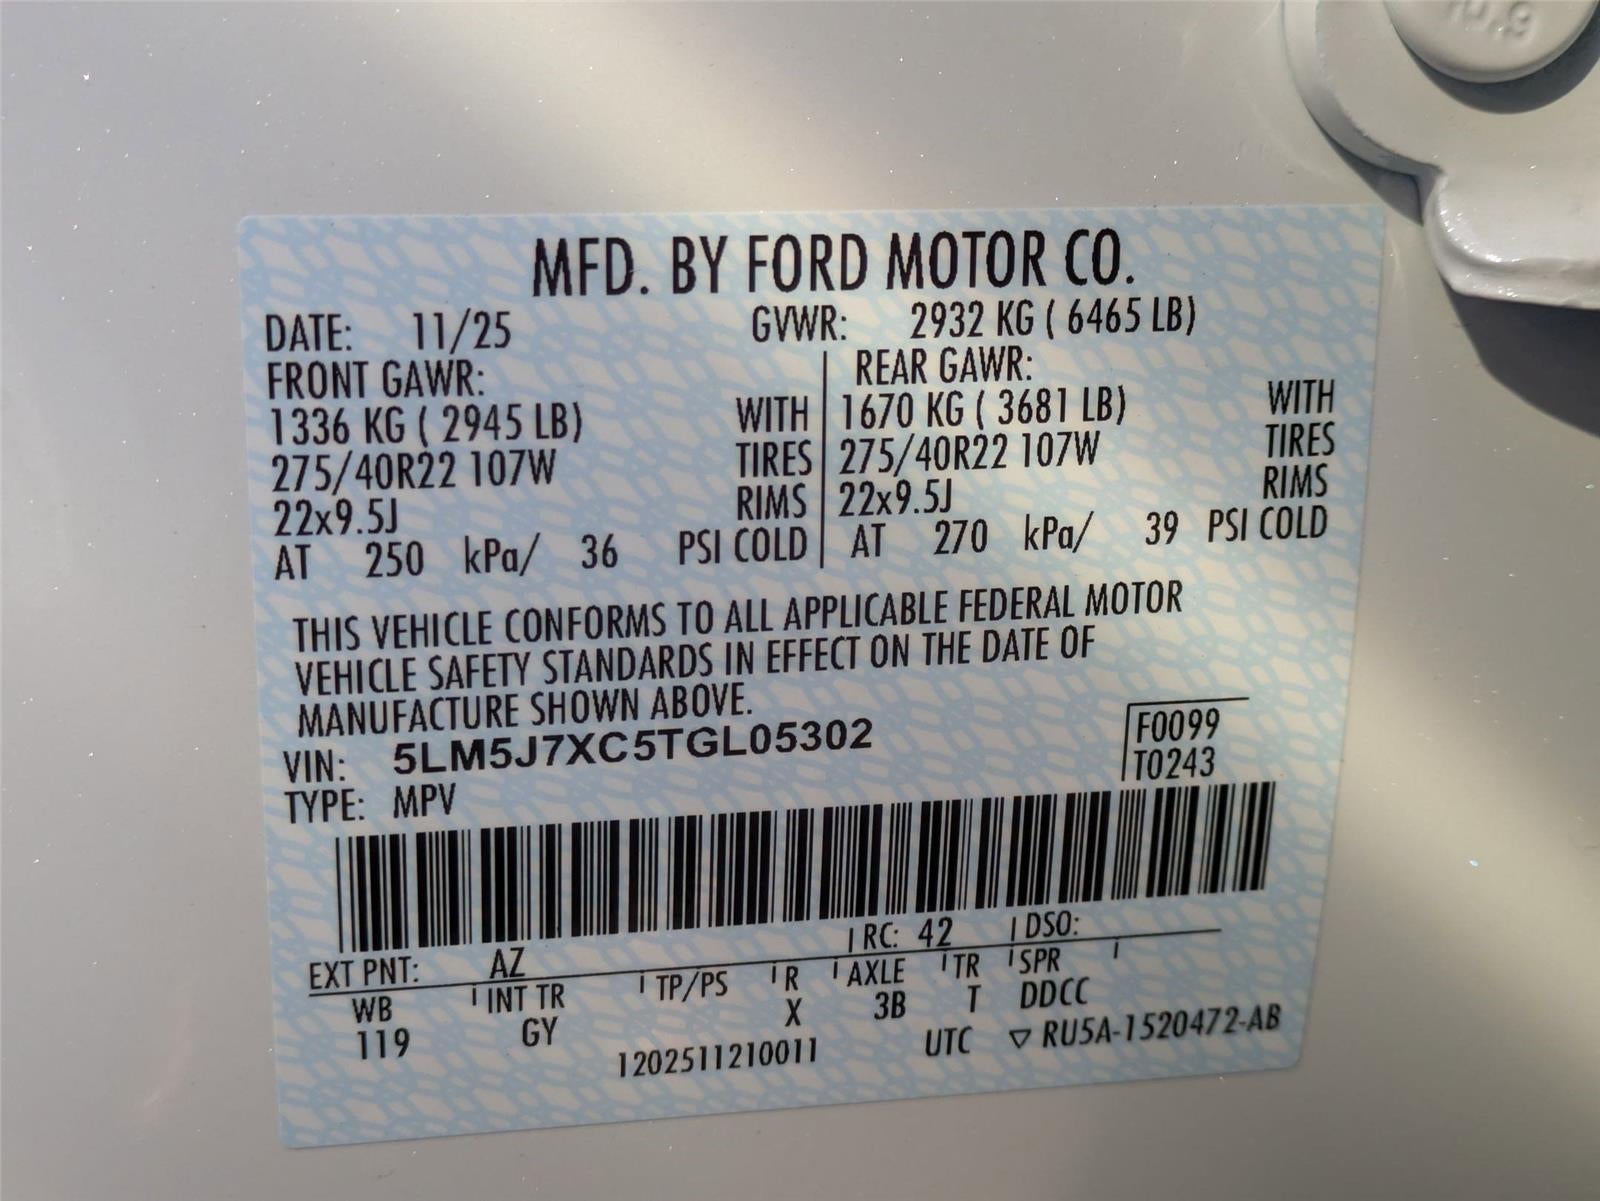 10.9
MFD. BY FORD MOTOR CO.
DATE: 11/25 GVWR: 2932 KG ( 6465 LB)
FRONT GAWR: REAR GAWR:
1336 KG ( 2945 LB) WITH 1670 KG ( 3681 LB) WITH
275/40R22 107W TIRES 275/40R22 107W TIRES
22x9.5J RIMS 22x9.5J RIMS
AT 250 kPa/ 36 PSI COLD AT 270 kPa/ 39 PSI COLD
THIS VEHICLE CONFORMS TO ALL APPLICABLE FEDERAL MOTOR
VEHICLE SAFETY STANDARDS IN EFFECT ON THE DATE OF
MANUFACTURE SHOWN ABOVE.
VIN: 5LM5J7XC5TGL05302 F0099
TYPE: MPV T0243
EXT PNT: AZ RC: 42 DSO:
WB INT TR TP/PS R AXLE TR SPR
119 GY X 3B T DDCC
1202511210011 UTC ▽ RU5A-1520472-AB